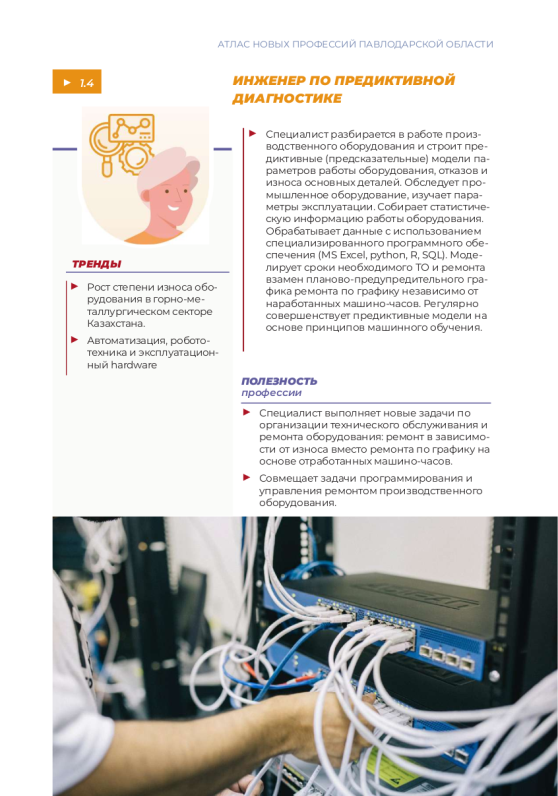 АТЛАС НОВЫХ ПРОФЕССИЙ ПАВЛОДАРСКОЙ ОБЛАСТИ
1.4
ИНЖЕНЕР ПО ПРЕДИКТИВНОЙ
ДИАГНОСТИКЕ
Специалист разбирается в работе произ-
водственного оборудования и строит пре-
диктивные (предсказательные) модели па-
раметров работы оборудования, отказов и
износа основных деталей. Обследует про-
мышленное оборудование, изучает пара-
метры эксплуатации. Собирает статистиче-
скую информацию работы оборудования.
Обрабатывает данные с использованием
специализированного программного обе-
спечения (MS Excel, python, R, SQL). Моде-
лирует сроки необходимого ТО и ремонта
взамен планово-предупредительного гра-
фика ремонта по графику независимо от
наработанных машино-часов. Регулярно
совершенствует предиктивные модели на
основе принципов машинного обучения.
ТРЕНДЫ
Рост степени износа обо-
рудования в горно-ме-
таллургическом секторе
Казахстана.
Автоматизация, робото-
техника и эксплуатацион-
ный hardware
ПОЛЕЗНОСТЬ
профессии
Специалист выполняет новые задачи по
организации технического обслуживания и
ремонта оборудования: ремонт в зависимо-
сти от износа вместо ремонта по графику на
основе отработанных машино-часов.
Совмещает задачи программирования и
управления ремонтом производственного
оборудования.